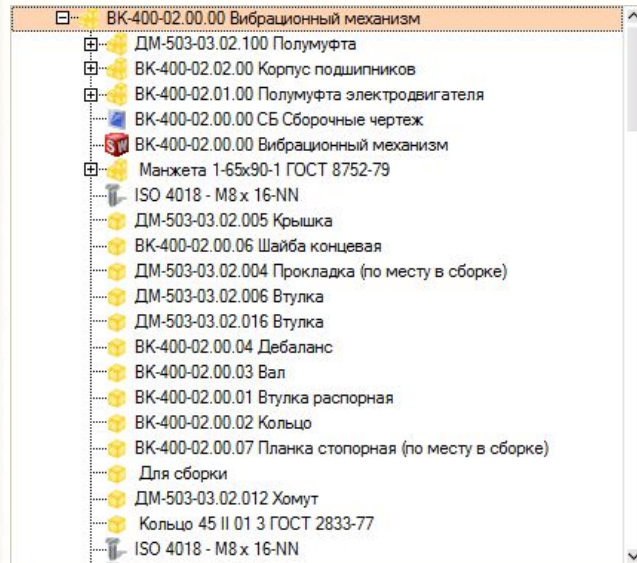 ВК-400-02.00.00 Вибрационный механизм
ДМ-503-03.02.100 Полумуфта
ВК-400-02.02.00 Корпус подшипников
ВК-400-02.01.00 Полумуфта электродвигателя
ВК-400-02.00.00 СБ Сборочные чертеж
SW ВК-400-02.00.00 Вибрационный механизм
Манжета 1-65х90-1 ГОСТ 8752-79
ISO 4018 - M8 x 16-NN
ДМ-503-03.02.005 Крышка
ВК-400-02.00.06 Шайба концевая
ДМ-503-03.02.004 Прокладка (по месту в сборке)
ДМ-503-03.02.006 Втулка
ДМ-503-03.02.016 Втулка
ВК-400-02.00.04 Дебаланс
ВК-400-02.00.03 Вал
ВК-400-02.00.01 Втулка распорная
ВК-400-02.00.02 Кольцо
ВК-400-02.00.07 Планка стопорная (по месту в сборке)
Для сборки
ДМ-503-03.02.012 Хомут
Кольцо 45 II 01 3 ГОСТ 2833-77
ISO 4018 - M8 x 16-NN